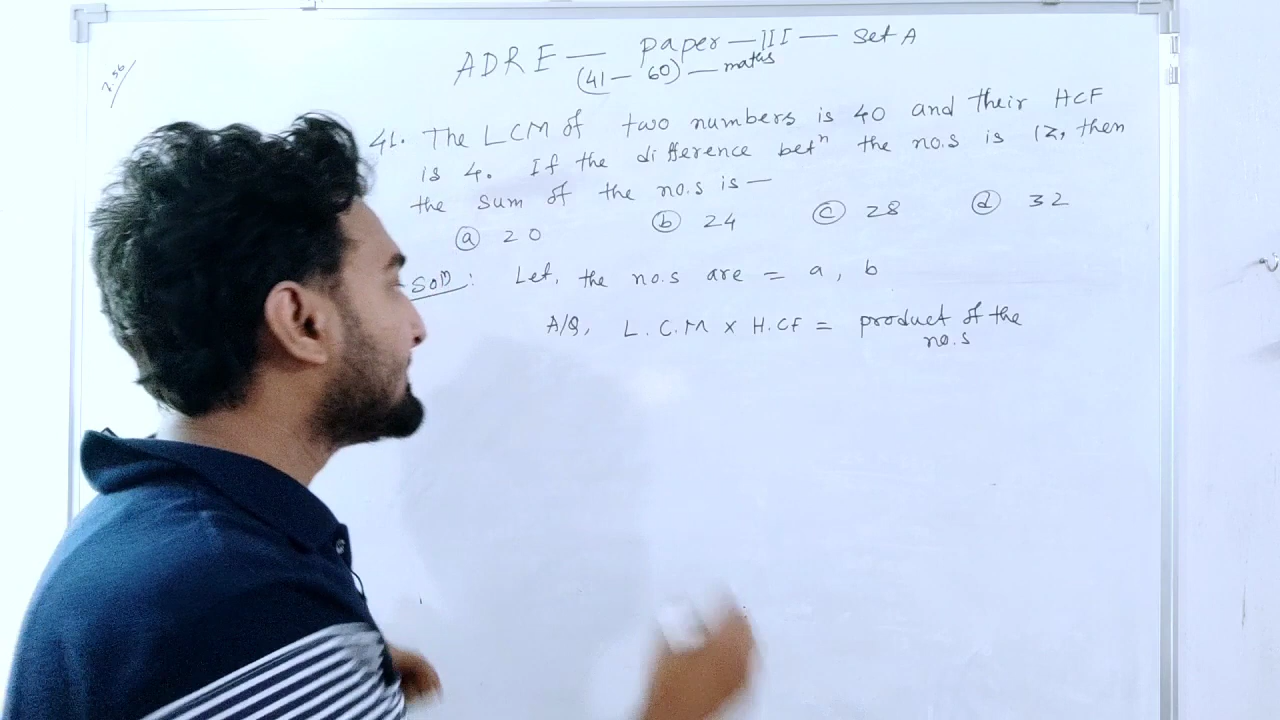 ADRE — Paper — III — Set A
(41 — 60) — maths
7.56
41. The LCM of two numbers is 40 and their HCF
is 4. If the difference betⁿ the no.s is 12, then
the sum of the no.s is —
(a) 20 (b) 24 (c) 28 (d) 32
Solⁿ: Let, the no.s are = a, b
A/Q, L.C.M × H.CF = product of the
no.s